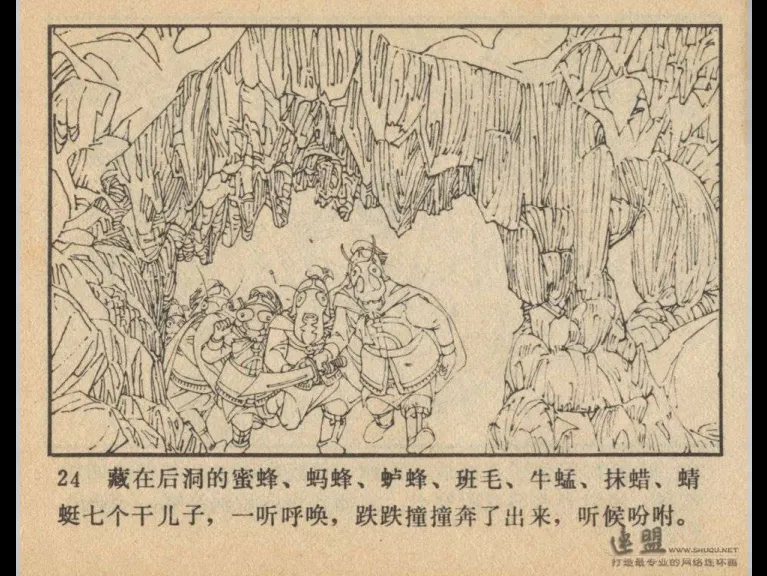 24 藏在后洞的蜜蜂、蚂蜂、蛴蜂、班毛、牛蜢、抹蜡、蜻
蜓七个干儿子，一听呼唤，跌跌撞撞奔了出来，听候吩咐。
连盟 WWW.SHUQU.NET
打造最专业的网络连环画